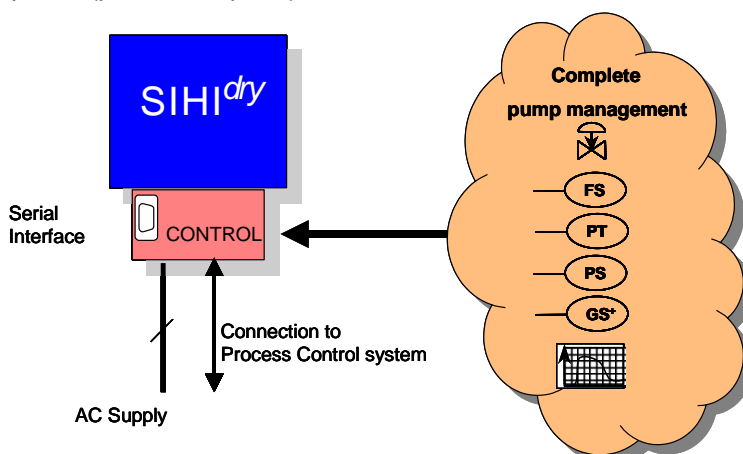 SIHIdry
Serial
Interface
CONTROL
Connection to
Process Control system
AC Supply
Complete
pump management
FS
PT
PS
GS+